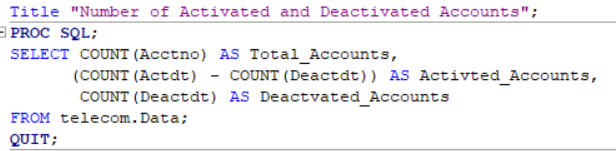 Title "Number of Activated and Deactivated Accounts";
PROC SQL;
SELECT COUNT(Acctno) AS Total_Accounts,
(COUNT(Actdt) - COUNT(Deactdt)) AS Activted_Accounts,
COUNT(Deactdt) AS Deactvated_Accounts
FROM telecom.Data;
QUIT;